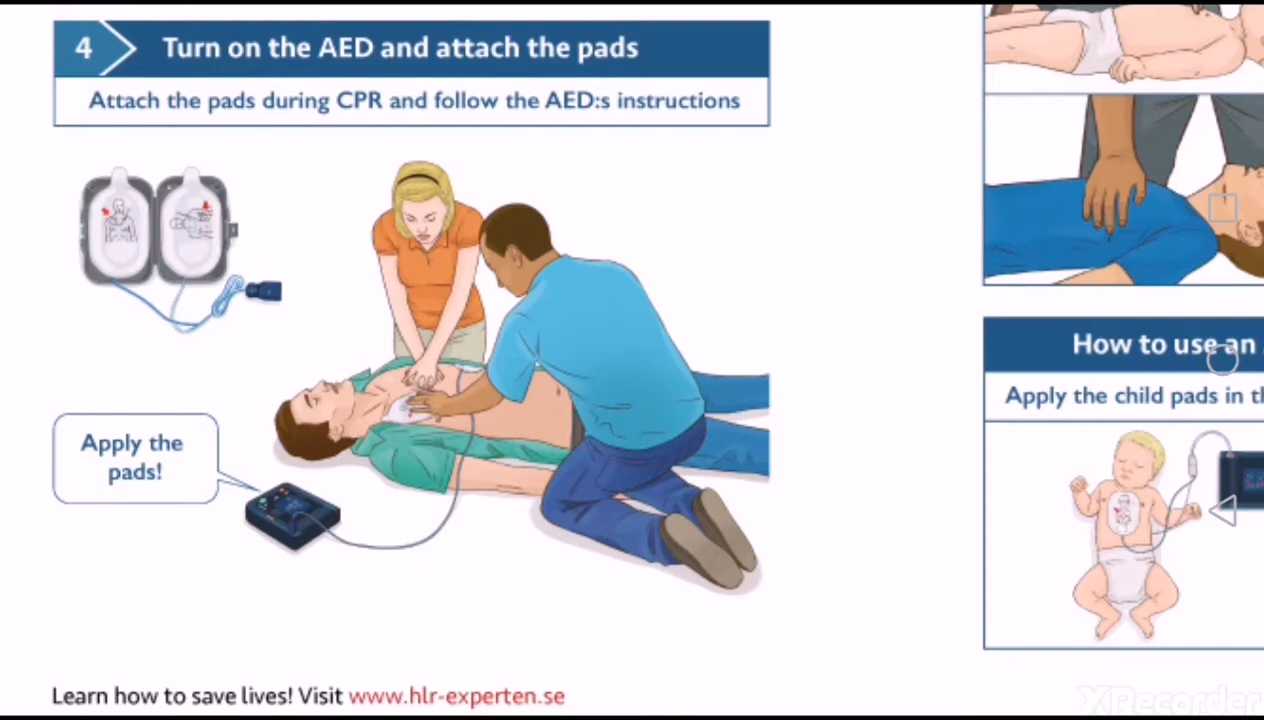 4 Turn on the AED and attach the pads
Attach the pads during CPR and follow the AED:s instructions
Apply the
pads!
Learn how to save lives! Visit www.hlr-experten.se
How to use an
Apply the child pads in
XRecorder